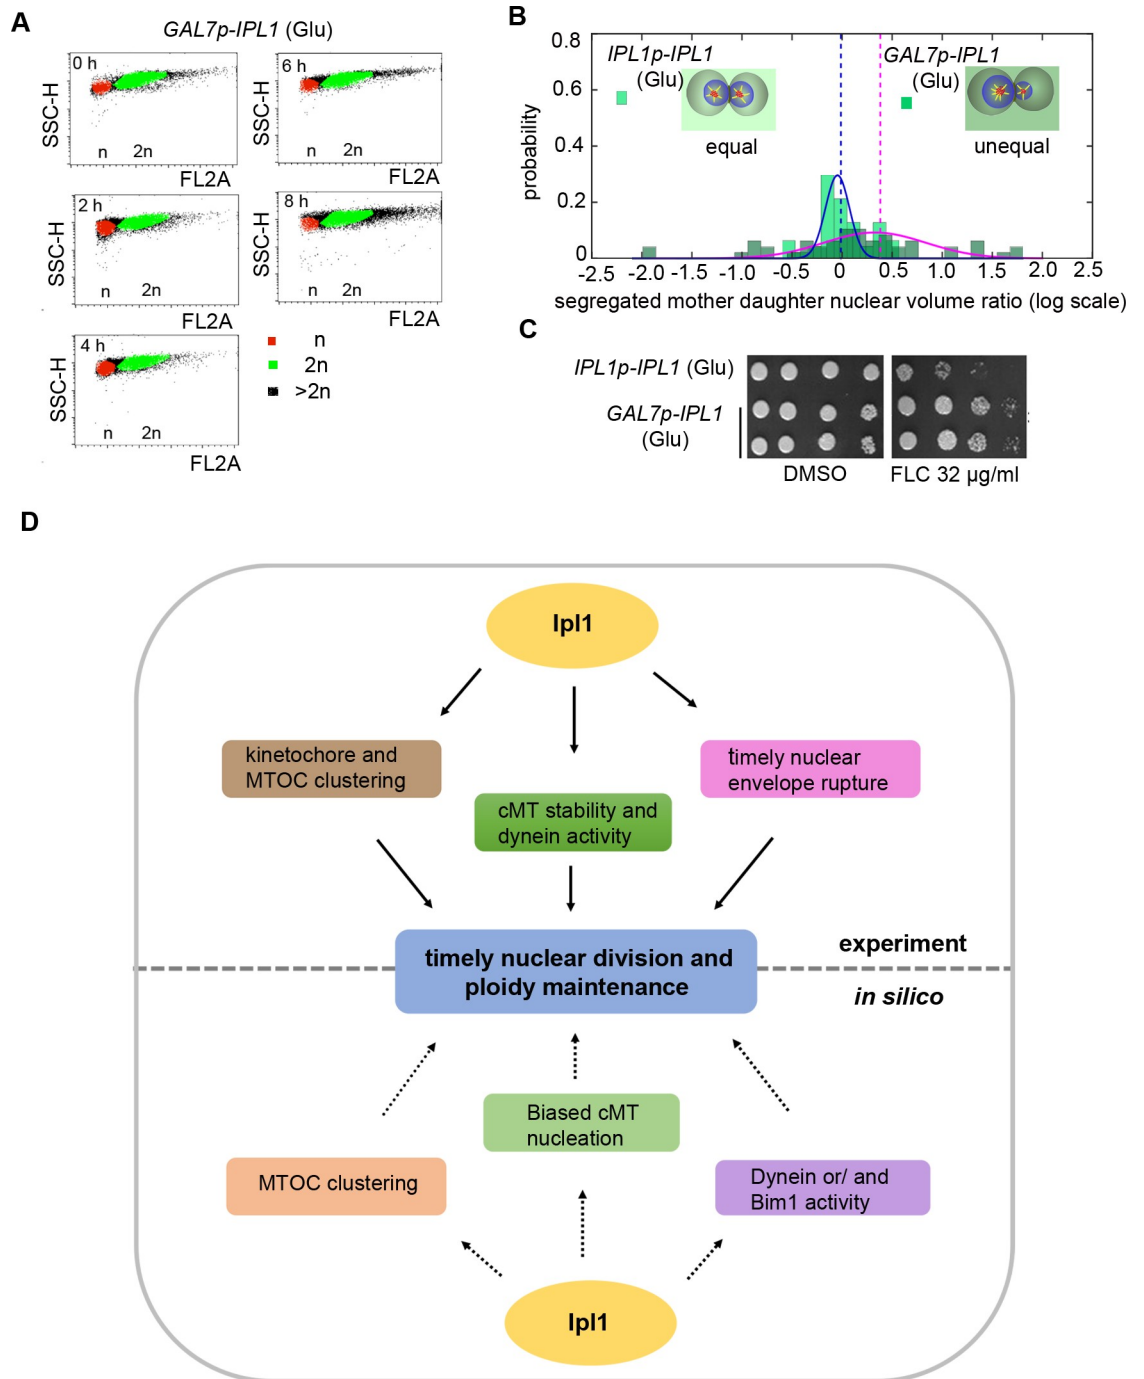 A
GAL7p-IPL1 (Glu)
0 h
SSC-H
n
2n
FL2A
6 h
SSC-H
n
2n
FL2A
2 h
SSC-H
n
2n
FL2A
8 h
SSC-H
n
2n
FL2A
4 h
SSC-H
n
2n
FL2A
n
2n
>2n
B
probability
0.8
0.6
0.4
0.2
0
-2.5 -2.0 -1.5 -1.0 -0.5 0 0.5 1.0 1.5 2.0 2.5
segregated mother daughter nuclear volume ratio (log scale)
IPL1p-IPL1
(Glu)
equal
GAL7p-IPL1
(Glu)
unequal
C
IPL1p-IPL1 (Glu)
GAL7p-IPL1
(Glu)
DMSO
FLC 32 µg/ml
D
Ipl1
kinetochore and
MTOC clustering
cMT stability and
dynein activity
timely nuclear
envelope rupture
timely nuclear division and
ploidy maintenance
experiment
in silico
Biased cMT
nucleation
MTOC clustering
Dynein or/ and
Bim1 activity
Ipl1